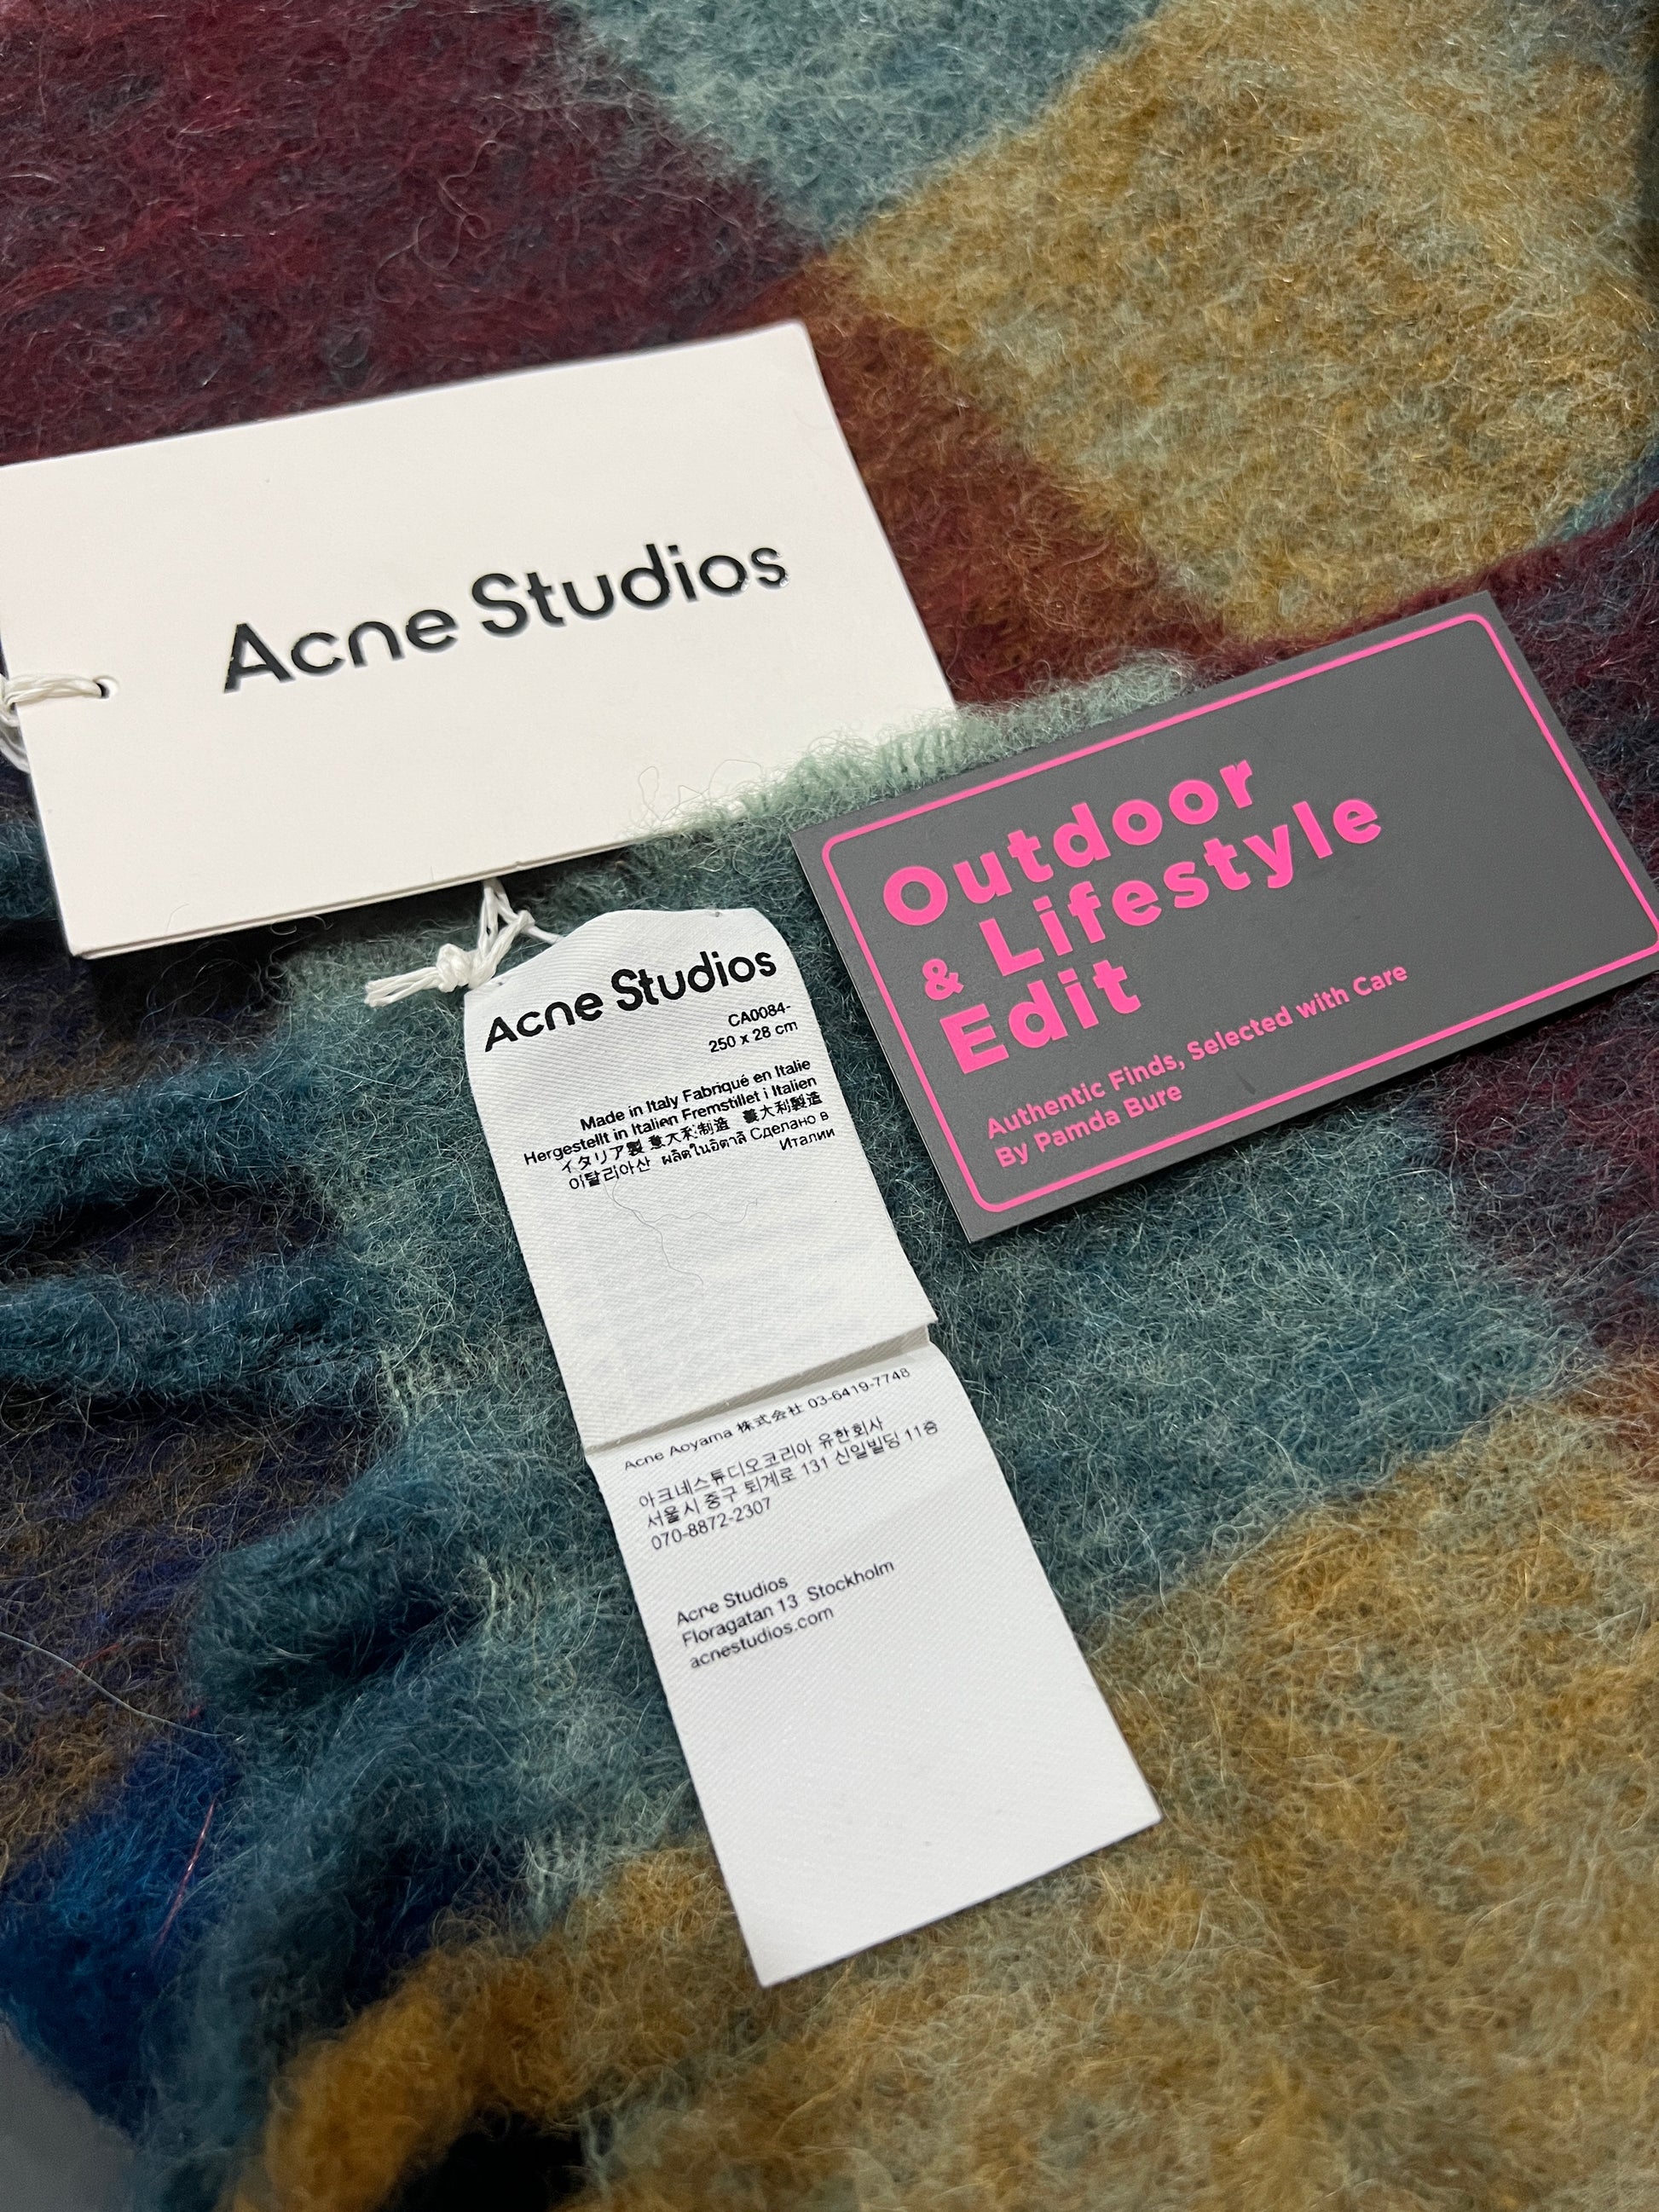 Acne Studios
Outdoor
& Lifestyle
Edit
Authentic Finds, Selected with Care
By Pamda Bure
Acne Studios
CA0084-
250 x 28 cm
Made in Italy Fabriqué en Italie
Hergestellt in Italien Fremstillet i Italien
イタリア製 意大利制造 義大利製造
이탈리아산 ผลิตในอิตาลี Сделано в
Италии
Acne Aoyama 株式会社 03-6419-7748
아크네스튜디오코리아 유한회사
서울시 중구 퇴계로 131 신일빌딩 11층
070-8872-2307
Acne Studios
Floragatan 13 Stockholm
acnestudios.com